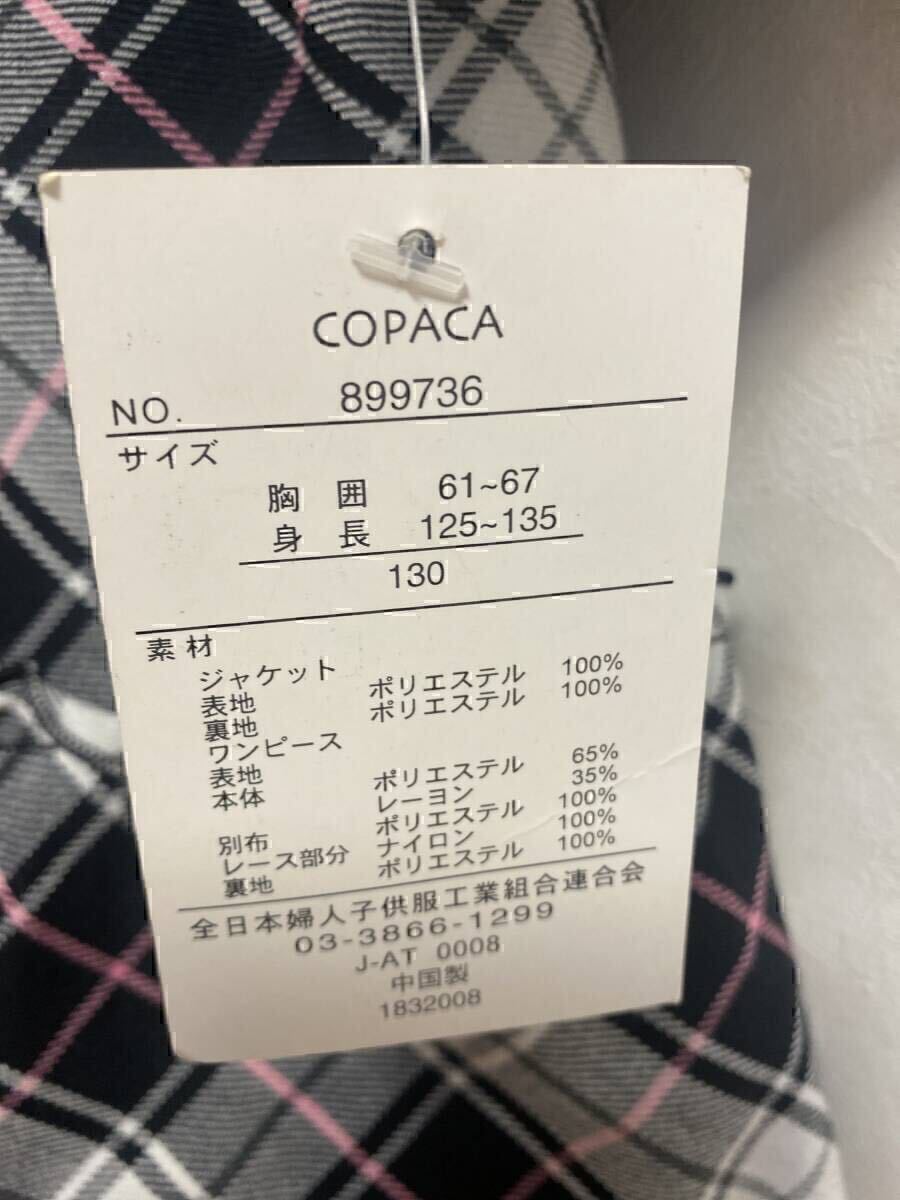 COPACA
NO. 899736
サイズ
胸囲 61~67
身長 125~135
130
素材
ジャケット
表地 ポリエステル 100%
裏地 ポリエステル 100%
ワンピース
表地
本体 ポリエステル 65%
レーヨン 35%
別布 ポリエステル 100%
レース部分 ナイロン 100%
裏地 ポリエステル 100%
全日本婦人子供服工業組合連合会
03-3866-1299
J-AT 0008
中国製
1832008